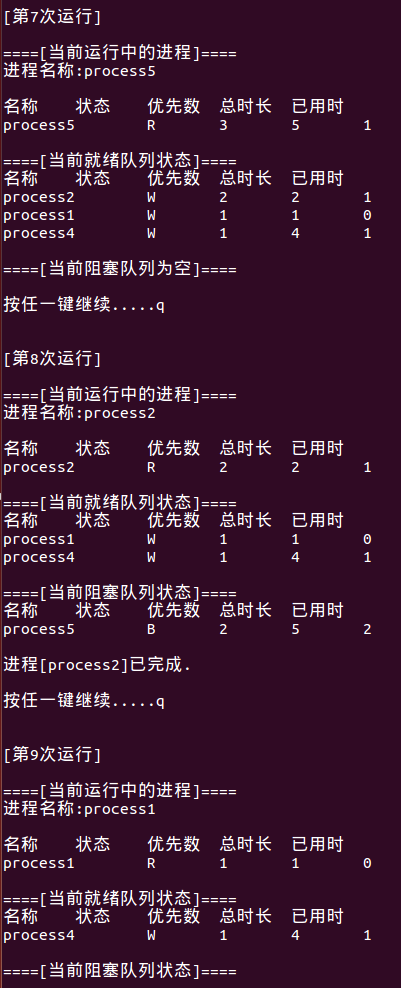 [第7次运行]
====[当前运行中的进程]====
进程名称:process5
名称 状态 优先数 总时长 已用时
process5 R 3 5 1
====[当前就绪队列状态]====
名称 状态 优先数 总时长 已用时
process2 W 2 2 1
process1 W 1 1 0
process4 W 1 4 1
====[当前阻塞队列为空]====
按任一键继续.....q
[第8次运行]
====[当前运行中的进程]====
进程名称:process2
名称 状态 优先数 总时长 已用时
process2 R 2 2 1
====[当前就绪队列状态]====
名称 状态 优先数 总时长 已用时
process1 W 1 1 0
process4 W 1 4 1
====[当前阻塞队列状态]====
名称 状态 优先数 总时长 已用时
process5 B 2 5 2
进程[process2]已完成.
按任一键继续.....q
[第9次运行]
====[当前运行中的进程]====
进程名称:process1
名称 状态 优先数 总时长 已用时
process1 R 1 1 0
====[当前就绪队列状态]====
名称 状态 优先数 总时长 已用时
process4 W 1 4 1
====[当前阻塞队列状态]====